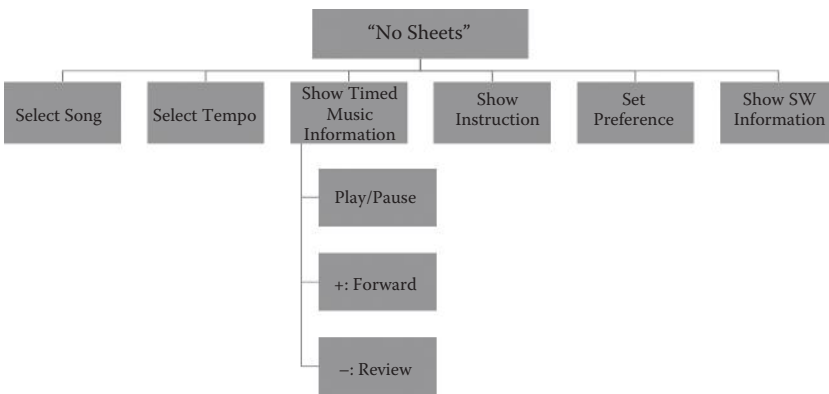 “No Sheets”
Select Song
Select Tempo
Show Timed
Music
Information
Show
Instruction
Set
Preference
Show SW
Information
Play/Pause
+: Forward
–: Review